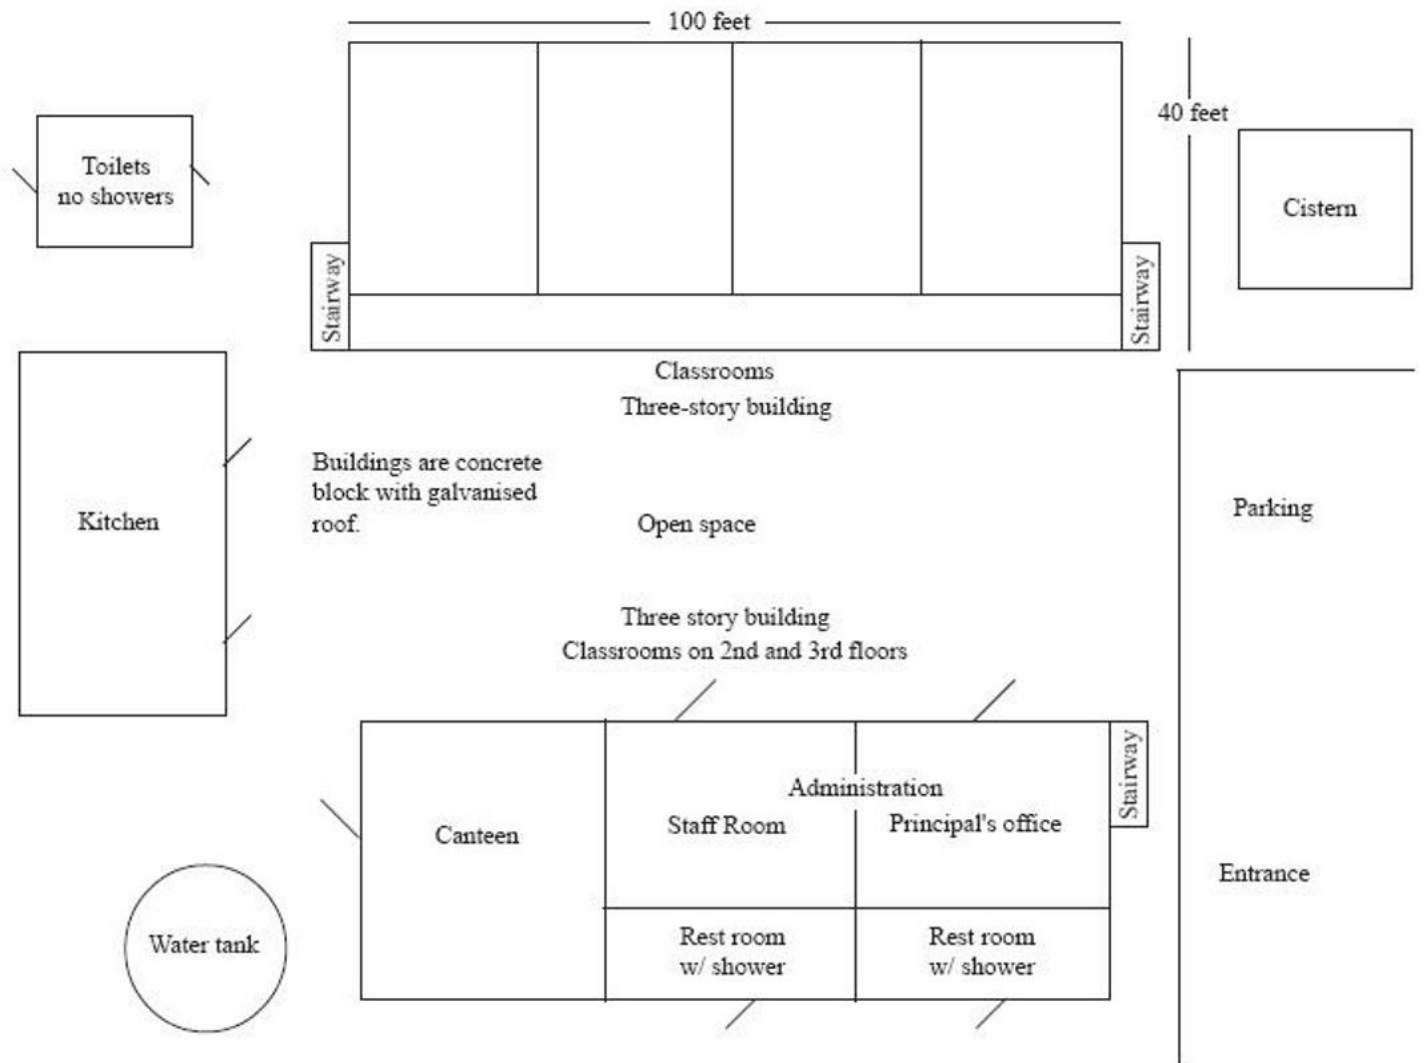 100 feet
40 feet
Toilets
no showers
Cistern
Stairway
Stairway
Classrooms
Three-story building
Buildings are concrete
block with galvanised
roof.
Kitchen
Open space
Parking
Three story building
Classrooms on 2nd and 3rd floors
Stairway
Administration
Staff Room
Principal's office
Canteen
Entrance
Water tank
Rest room
w/ shower
Rest room
w/ shower